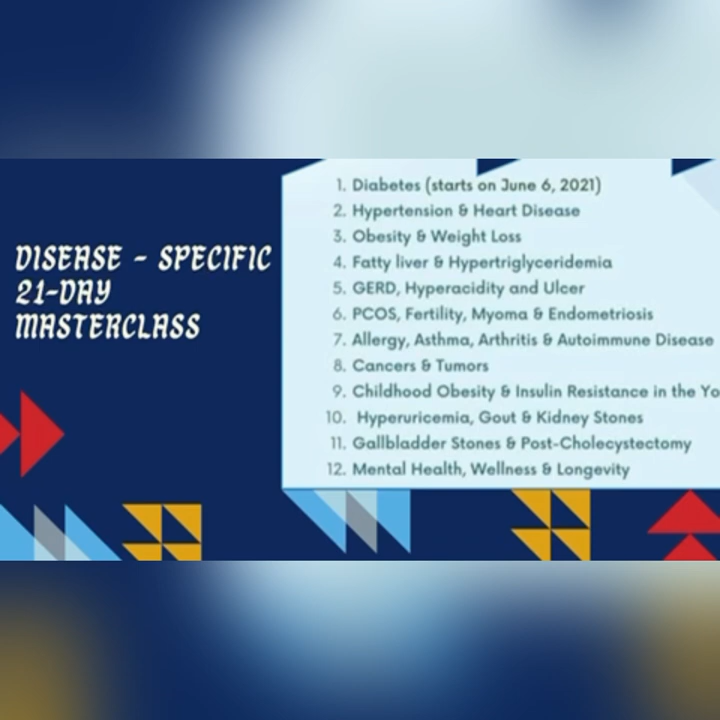 DISEASE - SPECIFIC
21-DAY
MASTERCLASS
1. Diabetes (starts on June 6, 2021)
2. Hypertension & Heart Disease
3. Obesity & Weight Loss
4. Fatty liver & Hypertriglyceridemia
5. GERD, Hyperacidity and Ulcer
6. PCOS, Fertility, Myoma & Endometriosis
7. Allergy, Asthma, Arthritis & Autoimmune Disease
8. Cancers & Tumors
9. Childhood Obesity & Insulin Resistance in the
10. Hyperuricemia, Gout & Kidney Stones
11. Gallbladder Stones & Post-Cholecystectomy
12. Mental Health, Wellness & Longevity